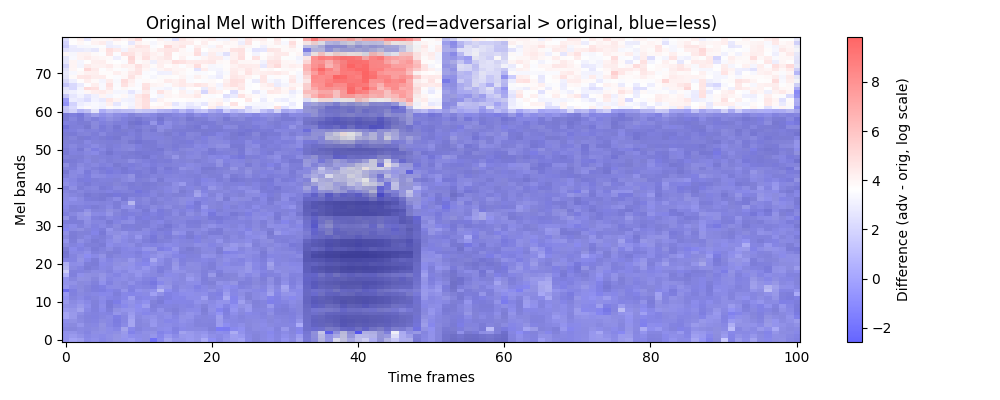 Original Mel with Differences (red=adversarial > original, blue=less)
Mel bands
70
60
50
40
30
20
10
0
0 20 40 60 80 100
Time frames
8
6
4
2
0
−2
Difference (adv - orig, log scale)